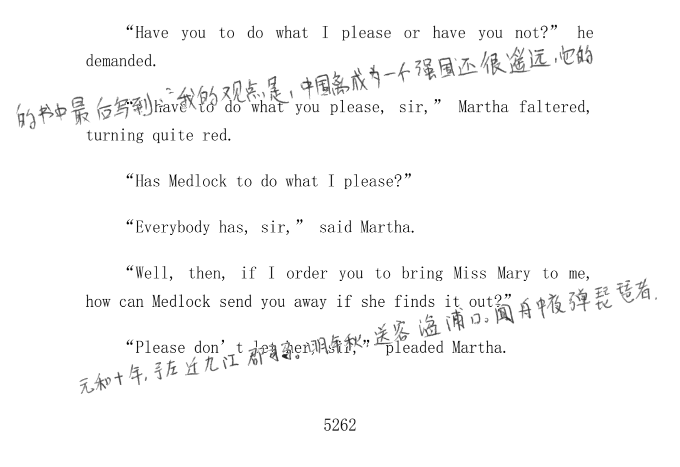 “Have you to do what I please or have you not?” he
demanded.
的书中最后写到:“我的观点是，中国离成为一个强国还很遥远，它的
“I have to do what you please, sir,” Martha faltered,
turning quite red.
“Has Medlock to do what I please?”
“Everybody has, sir,” said Martha.
“Well, then, if I order you to bring Miss Mary to me,
how can Medlock send you away if she finds it out?”
“Please don’t let her, sir,” pleaded Martha.
元和十年，予左迁九江郡司马。明年秋，送客湓浦口。闻舟中夜弹琵琶者，
5262